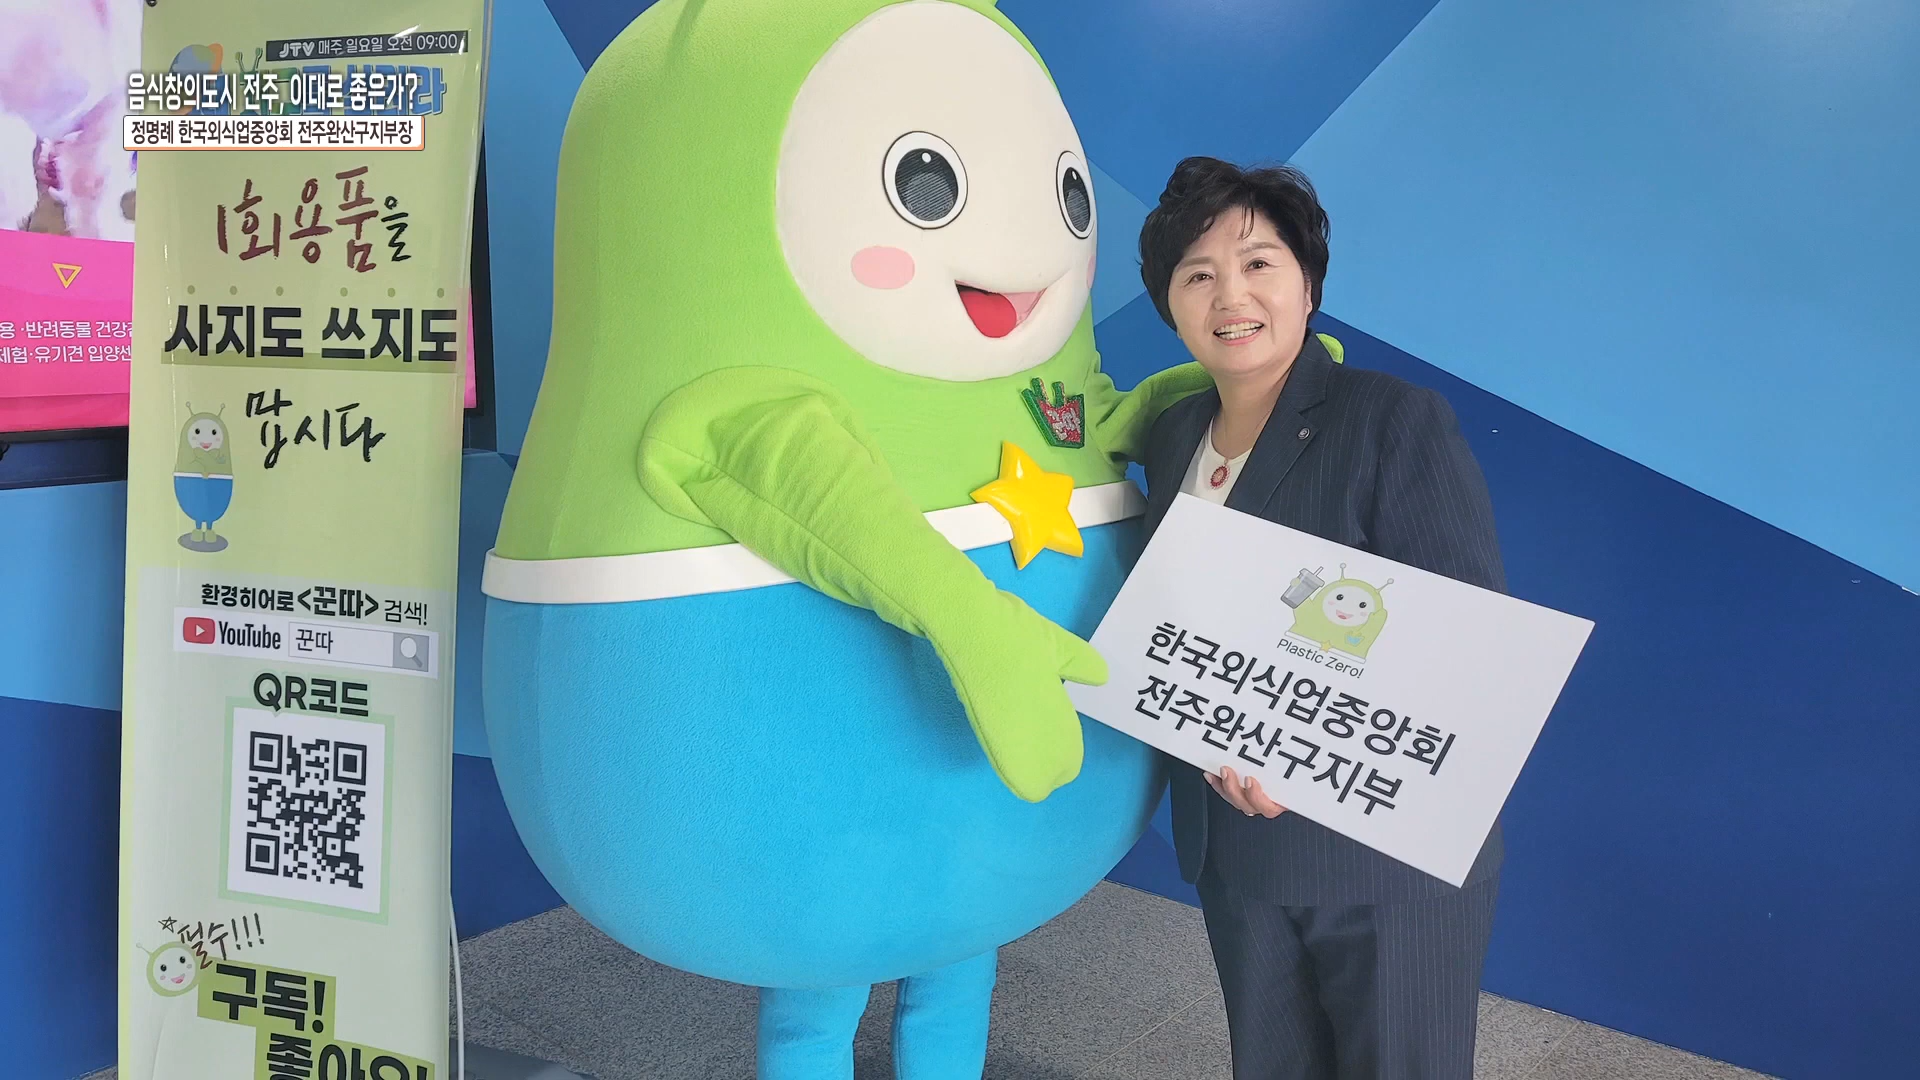 JTV 매주 일요일 오전 09:00
음식창의도시 전주, 이대로 좋은가?
정명례 한국외식업중앙회 전주완산구지부장
1회용품을
사지도 쓰지도
맙시다
용·반려동물 건강
체험·유기견 입양센
환경히어로<꾼따>검색!
YouTube 꾼따
QR코드
*필수!!!
구독!
좋아요!
Plastic Zero!
한국외식업중앙회
전주완산구지부